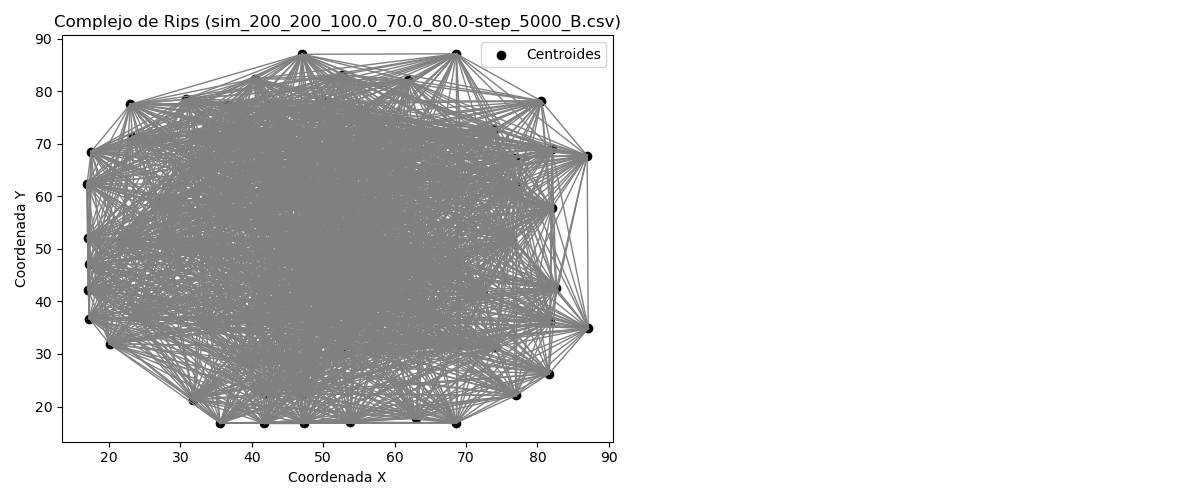 Complejo de Rips (sim_200_200_100.0_70.0_80.0-step_5000_B.csv)
Centroides
90
80
70
60
50
40
30
20
Coordenada Y
20 30 40 50 60 70 80 90
Coordenada X